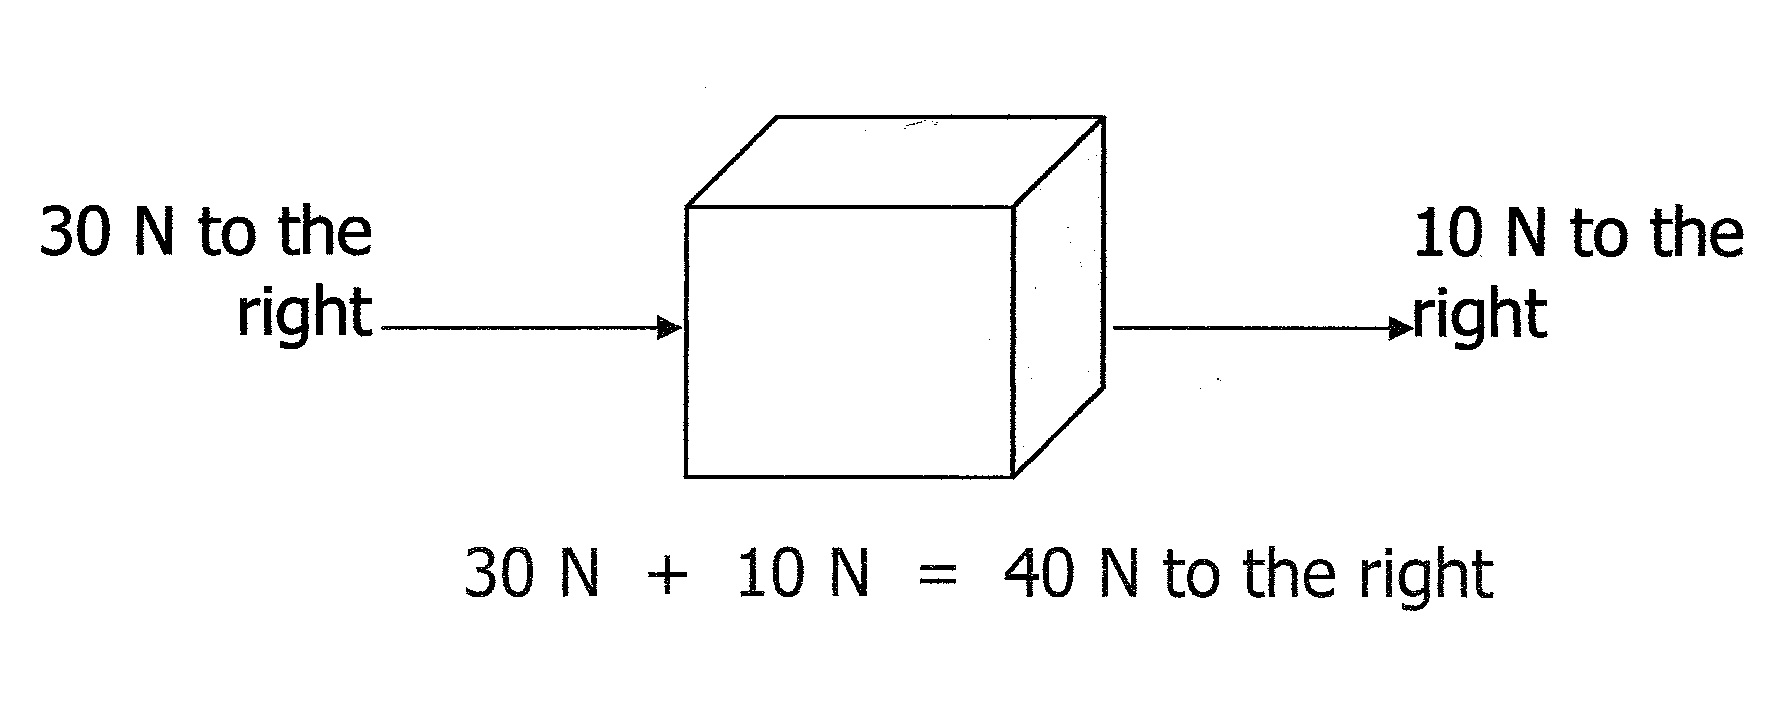 30 N to the
right
10 N to the
right
30 N + 10 N = 40 N to the right